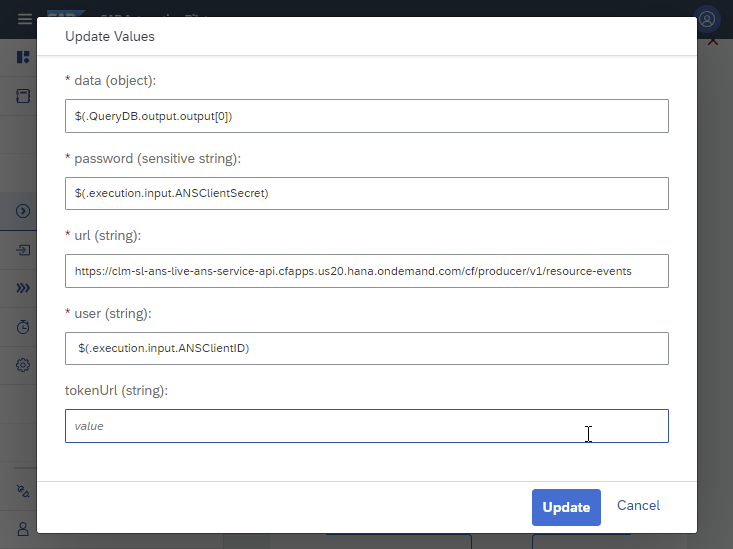 Update Values
* data (object):
$(.QueryDB.output.output[0])
* password (sensitive string):
$(.execution.input.ANSClientSecret)
* url (string):
https://clm-sl-ans-live-ans-service-api.cfapps.us20.hana.ondemand.com/cf/producer/v1/resource-events
* user (string):
$(.execution.input.ANSClientID)
tokenUrl (string):
value
Update
Cancel